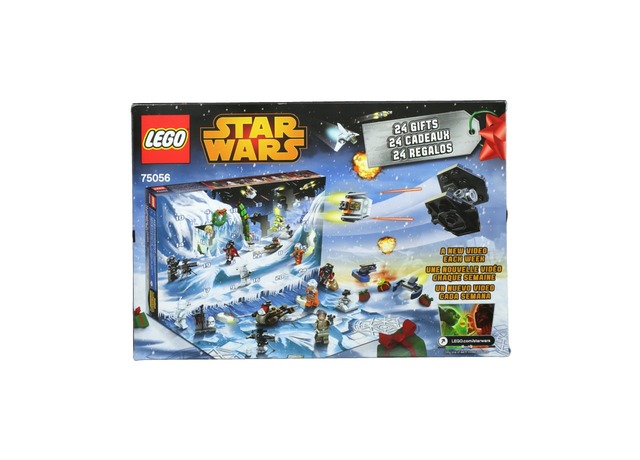 LEGO
STAR
WARS
75056
24 GIFTS
24 CADEAUX
24 REGALOS
A NEW VIDEO
EACH WEEK
UNE NOUVELLE VIDÉO
CHAQUE SEMAINE
UN NUEVO VIDEO
CADA SEMANA
LEGO.com/starwars